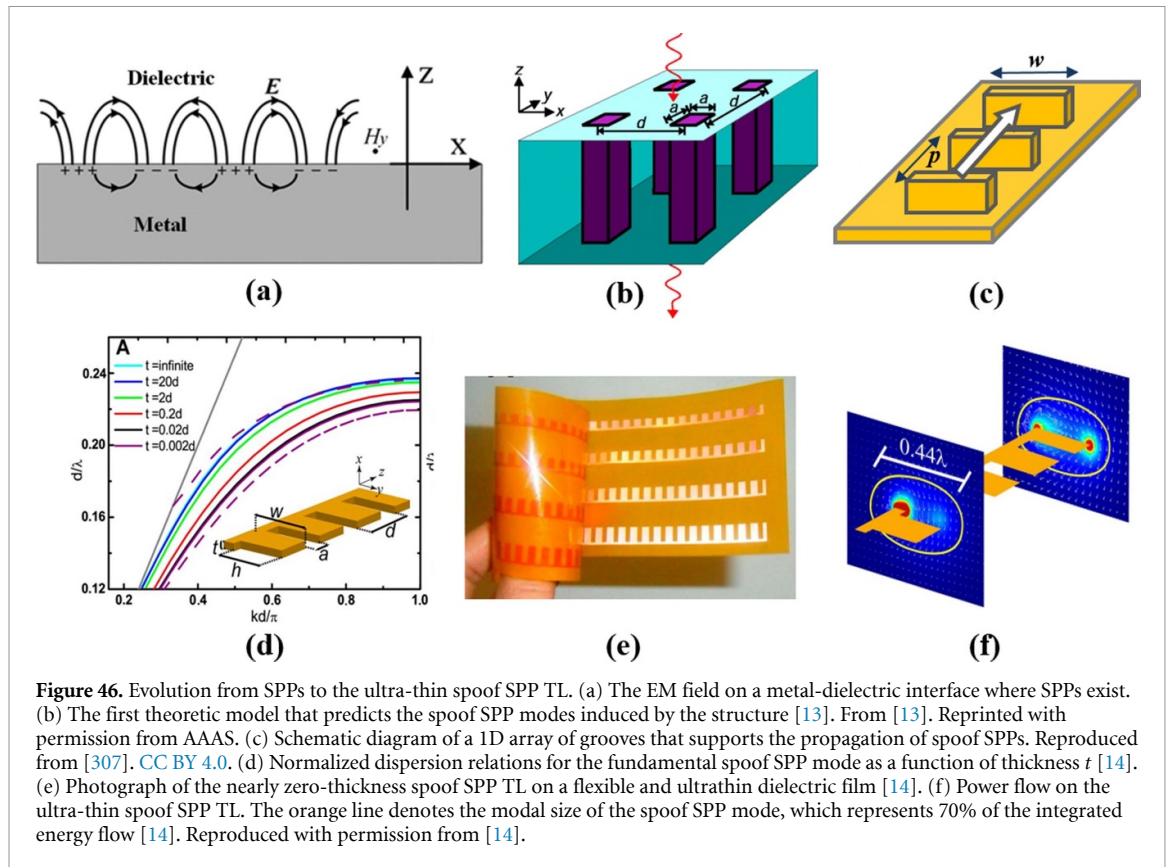 Dielectric
E
Z
Hy
X
+ + + − − − + + + − − −
Metal
(a)
z
y
x
a
a
d
d
(b)
w
p
(c)
A
t =infinite
t=20d
t=2d
t=0.2d
t=0.02d
t=0.002d
0.24
0.20
0.16
0.12
d/λ
d/λ
x
z
y
w
d
t
a
h
0.2
0.4
0.6
0.8
1.0
kd/π
(d)
(e)
0.44λ
(f)
Figure 46. Evolution from SPPs to the ultra-thin spoof SPP TL. (a) The EM field on a metal-dielectric interface where SPPs exist.
(b) The first theoretic model that predicts the spoof SPP modes induced by the structure [13]. From [13]. Reprinted with
permission from AAAS. (c) Schematic diagram of a 1D array of grooves that supports the propagation of spoof SPPs. Reproduced
from [307]. CC BY 4.0. (d) Normalized dispersion relations for the fundamental spoof SPP mode as a function of thickness t [14].
(e) Photograph of the nearly zero-thickness spoof SPP TL on a flexible and ultrathin dielectric film [14]. (f) Power flow on the
ultra-thin spoof SPP TL. The orange line denotes the modal size of the spoof SPP mode, which represents 70% of the integrated
energy flow [14]. Reproduced with permission from [14].